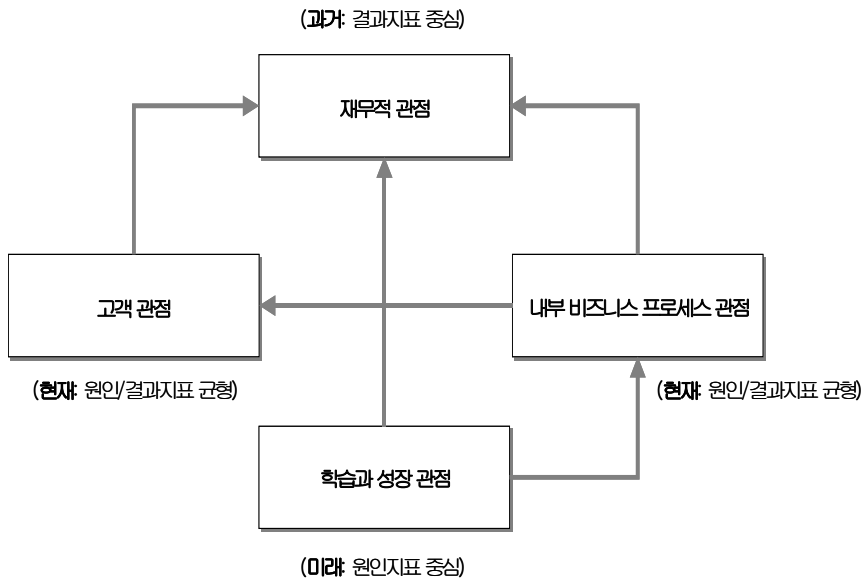 (과거: 결과지표 중심)
재무적 관점
고객 관점
내부 비즈니스 프로세스 관점
(현재: 원인/결과지표 균형)
(현재: 원인/결과지표 균형)
학습과 성장 관점
(미래: 원인지표 중심)